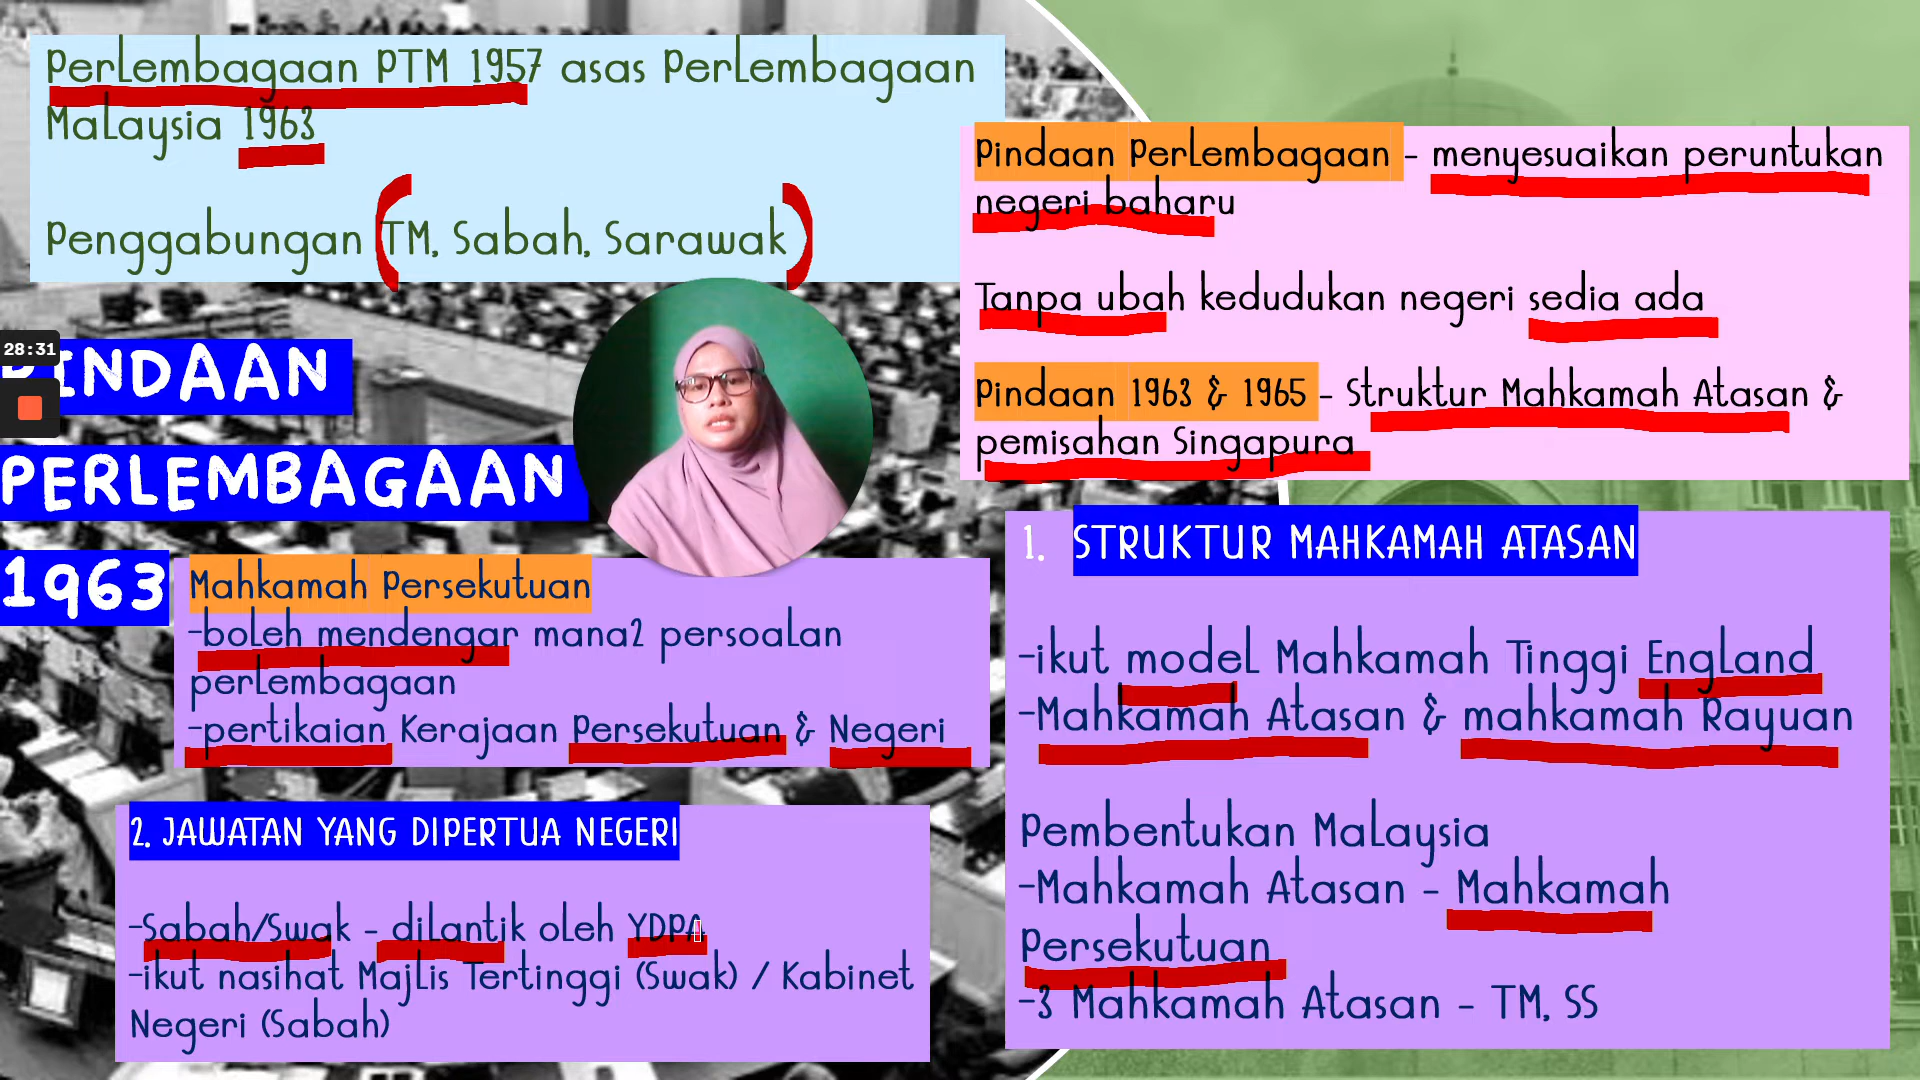 Perlembagaan PTM 1957 asas Perlembagaan
Malaysia 1963
Penggabungan (TM, Sabah, Sarawak)
28:31
PINDAAN
PERLEMBAGAAN
1963
Mahkamah Persekutuan
-boleh mendengar mana2 persoalan
perlembagaan
-pertikaian Kerajaan Persekutuan & Negeri
2. JAWATAN YANG DIPERTUA NEGERI
-Sabah/Swak - dilantik oleh YDPA
-ikut nasihat Majlis Tertinggi (Swak) / Kabinet
Negeri (Sabah)
Pindaan Perlembagaan - menyesuaikan peruntukan
negeri baharu
Tanpa ubah kedudukan negeri sedia ada
Pindaan 1963 & 1965 - Struktur Mahkamah Atasan &
pemisahan Singapura
1. STRUKTUR MAHKAMAH ATASAN
-ikut model Mahkamah Tinggi England
-Mahkamah Atasan & mahkamah Rayuan
Pembentukan Malaysia
-Mahkamah Atasan - Mahkamah
Persekutuan
-3 Mahkamah Atasan - TM, SS